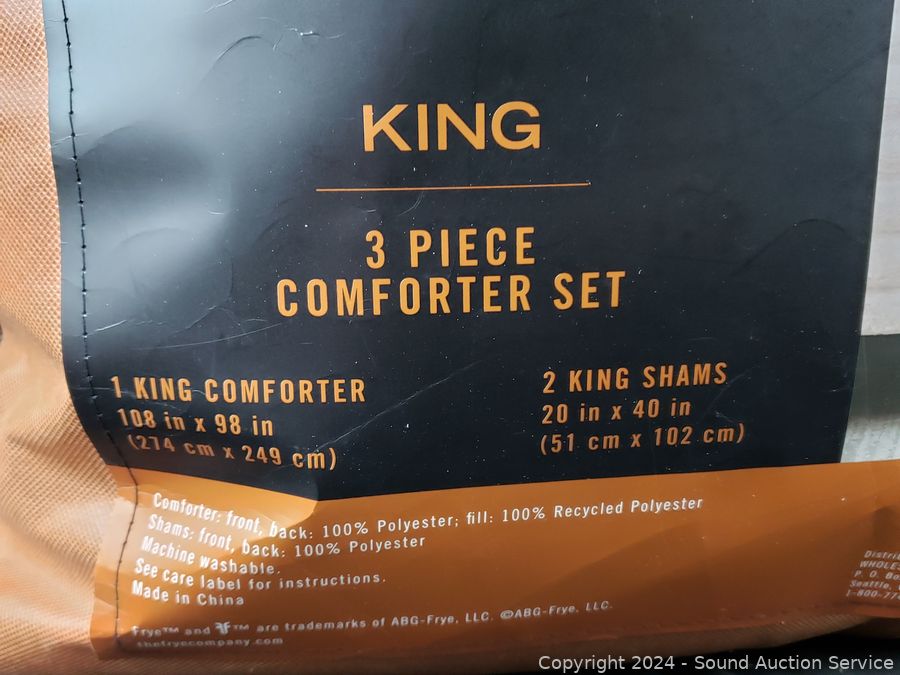 KING
3 PIECE
COMFORTER SET
1 KING COMFORTER
108 in x 98 in
(274 cm x 249 cm)
2 KING SHAMS
20 in x 40 in
(51 cm x 102 cm)
Comforter: front, back: 100% Polyester; fill: 100% Recycled Polyester
Shams: front, back: 100% Polyester
Machine washable.
See care label for instructions.
Made in China
Frye™ and ™ are trademarks of ABG-Frye, LLC. ©ABG-Frye, LLC.
thefryecompany.com
P. O.
Seattle,
Copyright 2024 - Sound Auction Service